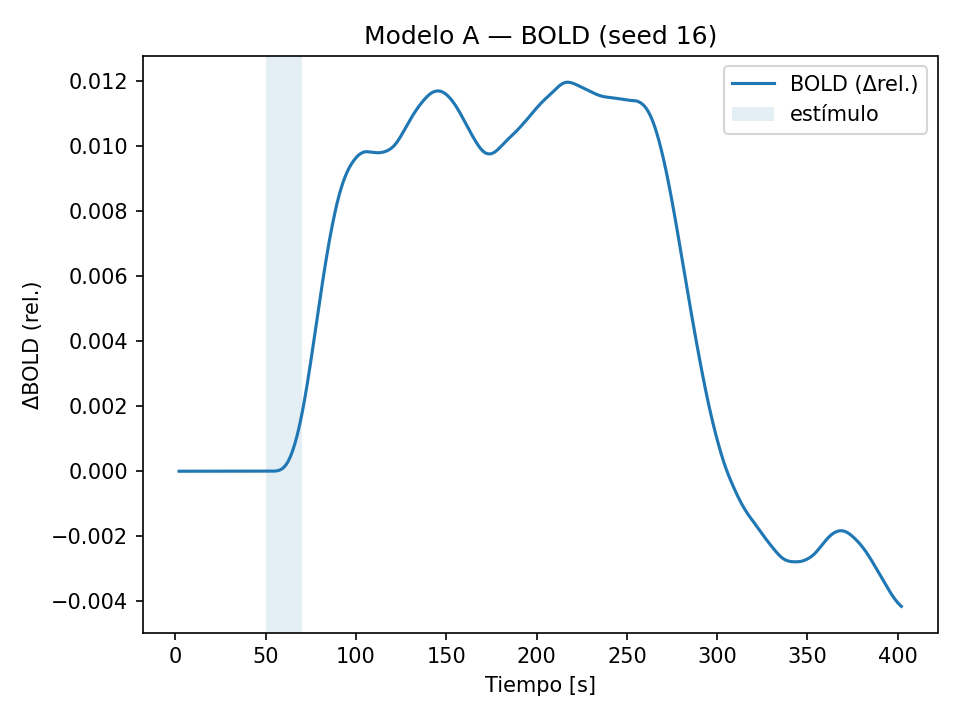 Modelo A — BOLD (seed 16)
BOLD (Δrel.)
estímulo
0.012
0.010
0.008
0.006
0.004
0.002
0.000
−0.002
−0.004
ΔBOLD (rel.)
0 50 100 150 200 250 300 350 400
Tiempo [s]